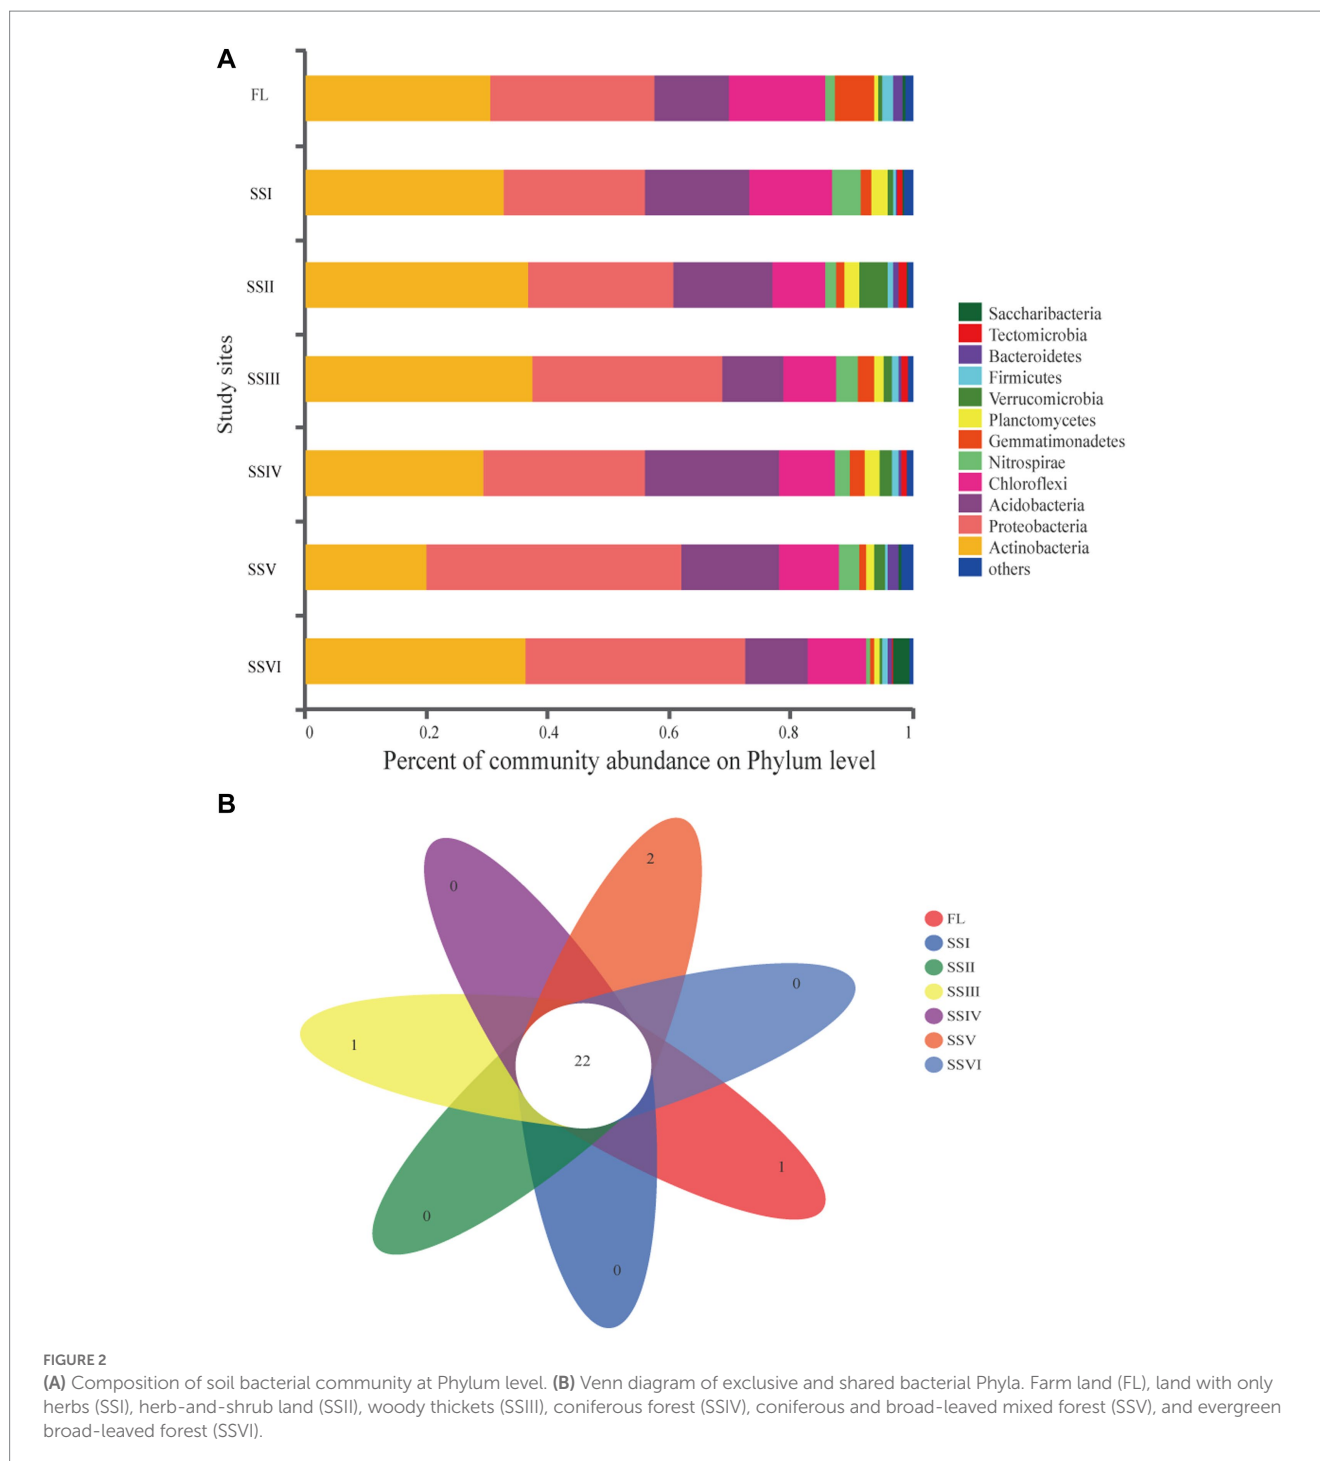 A
FL
SSI
SSII
SSIII
SSIV
SSV
SSVI
Study sites
0 0.2 0.4 0.6 0.8 1
Percent of community abundance on Phylum level
Saccharibacteria
Tectomicrobia
Bacteroidetes
Firmicutes
Verrucomicrobia
Planctomycetes
Gemmatimonadetes
Nitrospirae
Chloroflexi
Acidobacteria
Proteobacteria
Actinobacteria
others
B
2
0
0
1
22
1
0
0
FL
SSI
SSII
SSIII
SSIV
SSV
SSVI
FIGURE 2
(A) Composition of soil bacterial community at Phylum level. (B) Venn diagram of exclusive and shared bacterial Phyla. Farm land (FL), land with only
herbs (SSI), herb-and-shrub land (SSII), woody thickets (SSIII), coniferous forest (SSIV), coniferous and broad-leaved mixed forest (SSV), and evergreen
broad-leaved forest (SSVI).